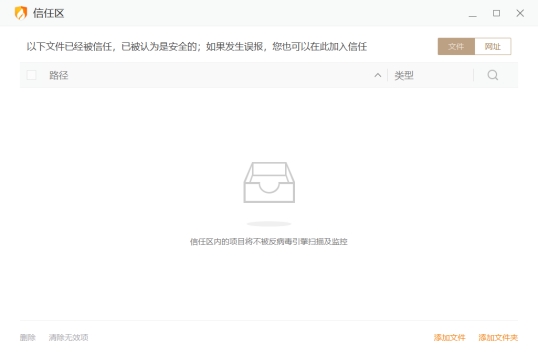 信任区
以下文件已经被信任，已被认为是安全的；如果发生误报，您也可以在此加入信任
文件 网址
路径 类型
信任区内的项目将不被反病毒引擎扫描及监控
删除 清除无效项 添加文件 添加文件夹